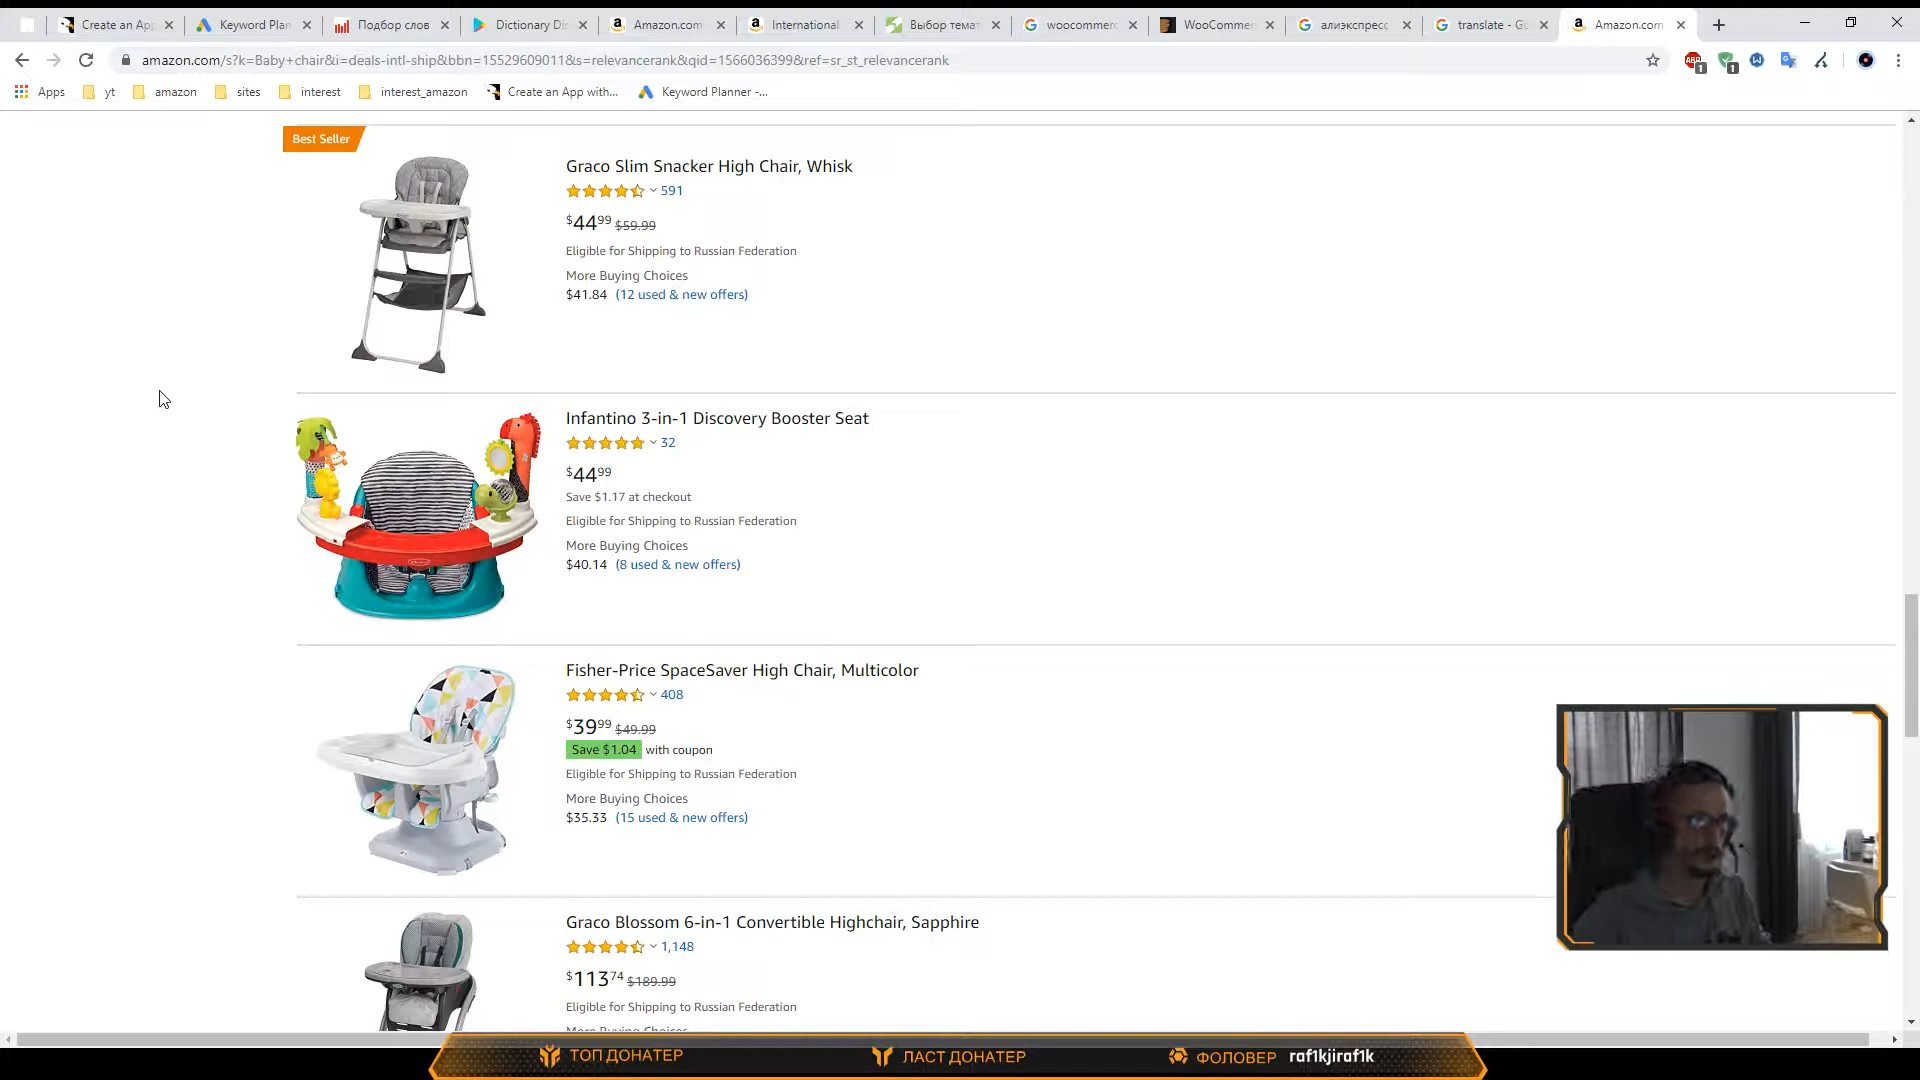 Create an App
Keyword Plan
Подбор слов
Dictionary Di
Amazon.com
International
Выбор темат
woocommerc
WooCommer
алиэкспресс
translate - Go
Amazon.com
amazon.com/s?k=Baby+chair&i=deals-intl-ship&bbn=15529609011&s=relevancerank&qid=1566036399&ref=sr_st_relevancerank
ABP
1
1
Apps
yt
amazon
sites
interest
interest_amazon
Create an App with...
Keyword Planner -...
Best Seller
Graco Slim Snacker High Chair, Whisk
591
$44.99 $59.99
Eligible for Shipping to Russian Federation
More Buying Choices
$41.84 (12 used & new offers)
Infantino 3-in-1 Discovery Booster Seat
32
$44.99
Save $1.17 at checkout
Eligible for Shipping to Russian Federation
More Buying Choices
$40.14 (8 used & new offers)
Fisher-Price SpaceSaver High Chair, Multicolor
408
$39.99 $49.99
Save $1.04 with coupon
Eligible for Shipping to Russian Federation
More Buying Choices
$35.33 (15 used & new offers)
Graco Blossom 6-in-1 Convertible Highchair, Sapphire
1,148
$113.74 $189.99
Eligible for Shipping to Russian Federation
More Buying Choices
ТОП ДОНАТЕР
ЛАСТ ДОНАТЕР
ФОЛОВЕР raf1kjiraf1k